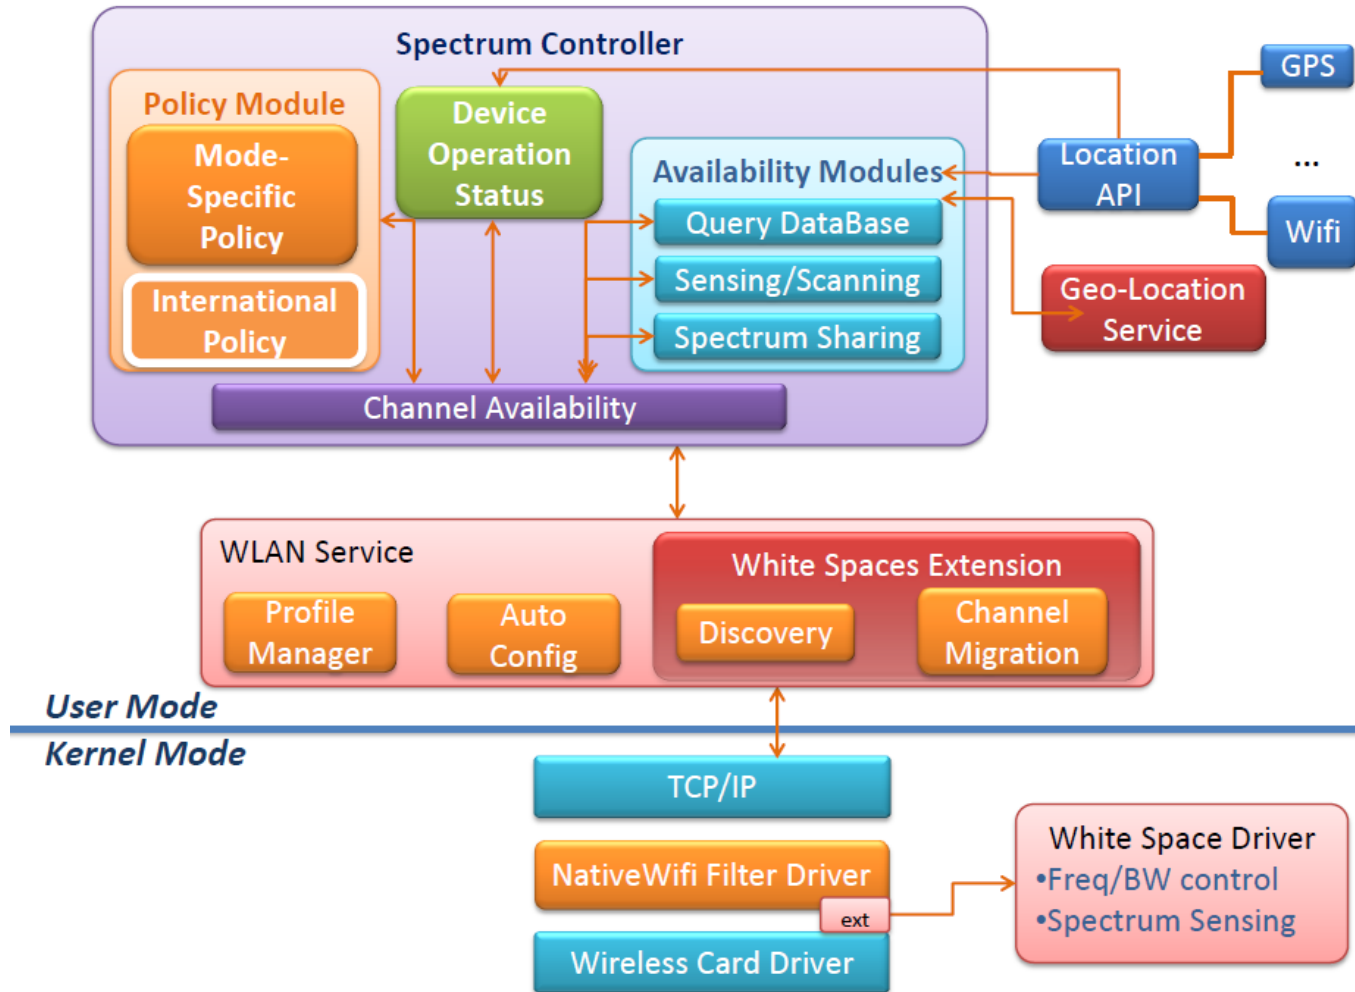 Spectrum Controller
Policy Module
Mode-
Specific
Policy
International
Policy
Device
Operation
Status
Availability Modules
Query DataBase
Sensing/Scanning
Spectrum Sharing
Channel Availability
Location
API
GPS
...
Wifi
Geo-Location
Service
WLAN Service
Profile
Manager
Auto
Config
White Spaces Extension
Discovery
Channel
Migration
User Mode
Kernel Mode
TCP/IP
NativeWifi Filter Driver
ext
Wireless Card Driver
White Space Driver
•Freq/BW control
•Spectrum Sensing